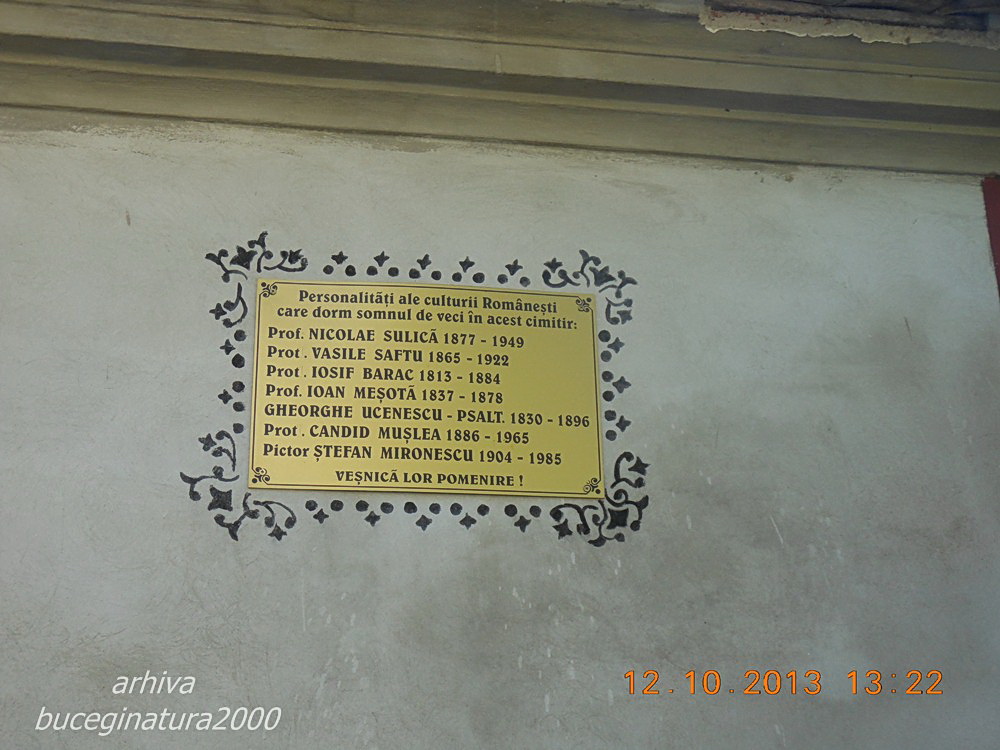 Personalităţi ale culturii Româneşti
care dorm somnul de veci în acest cimitir:
Prof. NICOLAE SULICĂ 1877 - 1949
Prot. VASILE SAFTU 1865 - 1922
Prot. IOSIF BARAC 1813 - 1884
Prof. IOAN MEŞOTĂ 1837 - 1878
GHEORGHE UCENESCU - PSALT. 1830 - 1896
Prot. CANDID MUŞLEA 1886 - 1965
Pictor ŞTEFAN MIRONESCU 1904 - 1985
VEŞNICĂ LOR POMENIRE !
12.10.2013 13:22
arhiva
buceginatura2000